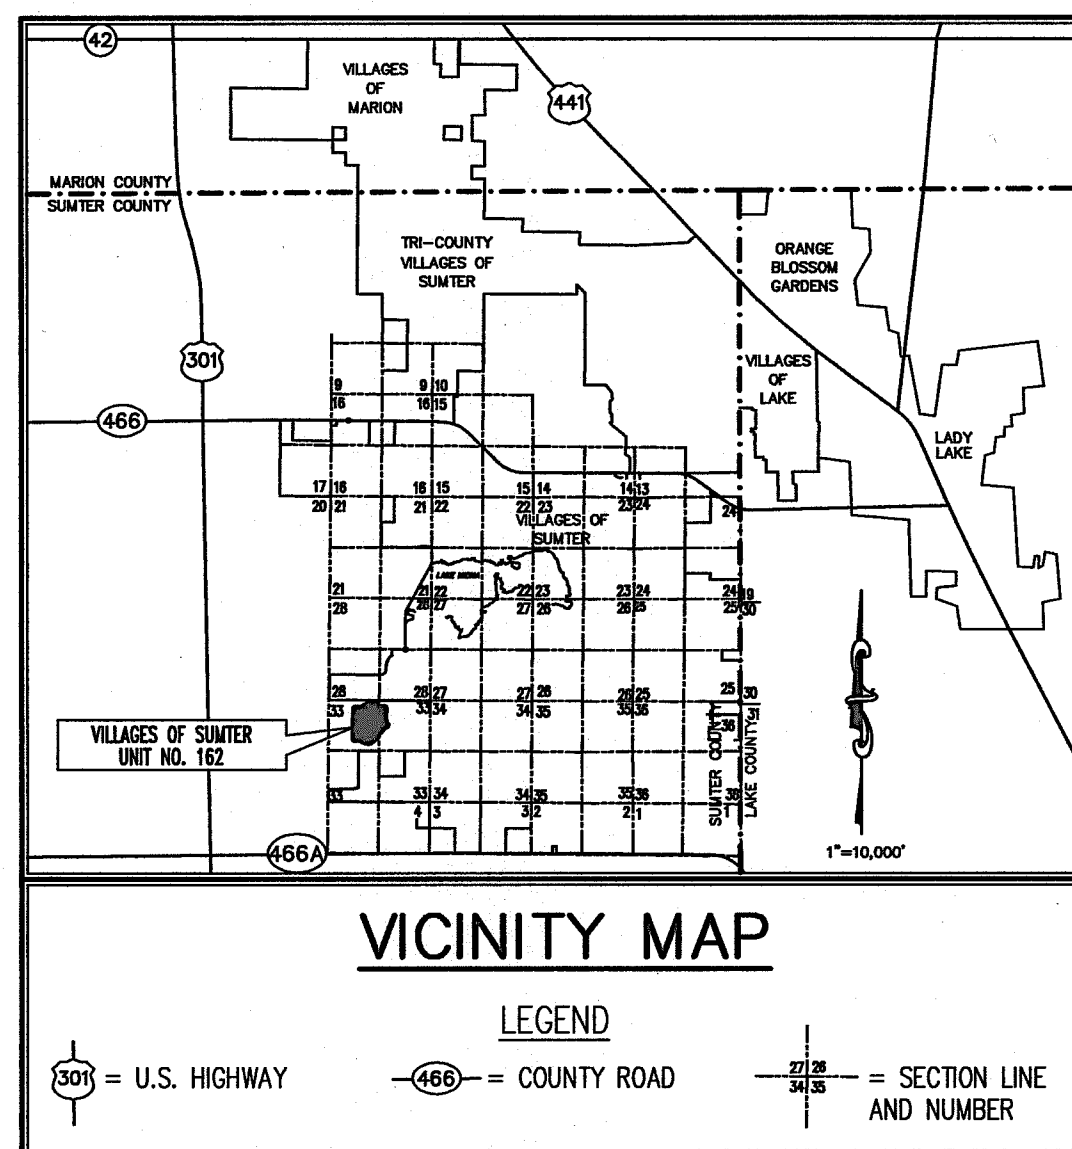 42
VILLAGES
OF
MARION
441
MARION COUNTY
SUMTER COUNTY
TRI-COUNTY
VILLAGES OF
SUMTER
ORANGE
BLOSSOM
GARDENS
301
VILLAGES
OF
LAKE
9 9 10
16 16 15
466
LADY
LAKE
17 16 16 15 15 14 14 13
20 21 21 22 22 23 23 24 24
VILLAGES OF
SUMTER
21 21 22 22 23 23 24 24 19
28 28 27 27 26 26 25 25 30
28 28 27 27 26 26 25 25 30
33 33 34 34 35 35 36 36 31
VILLAGES OF SUMTER
UNIT NO. 162
SUMTER COUNTY
LAKE COUNTY
33 33 34 34 35 35 36 36
4 3 3 2 2 1 1
466A
1"=10,000'
VICINITY MAP
LEGEND
301 = U.S. HIGHWAY
466 = COUNTY ROAD
27 26
34 35
= SECTION LINE
AND NUMBER